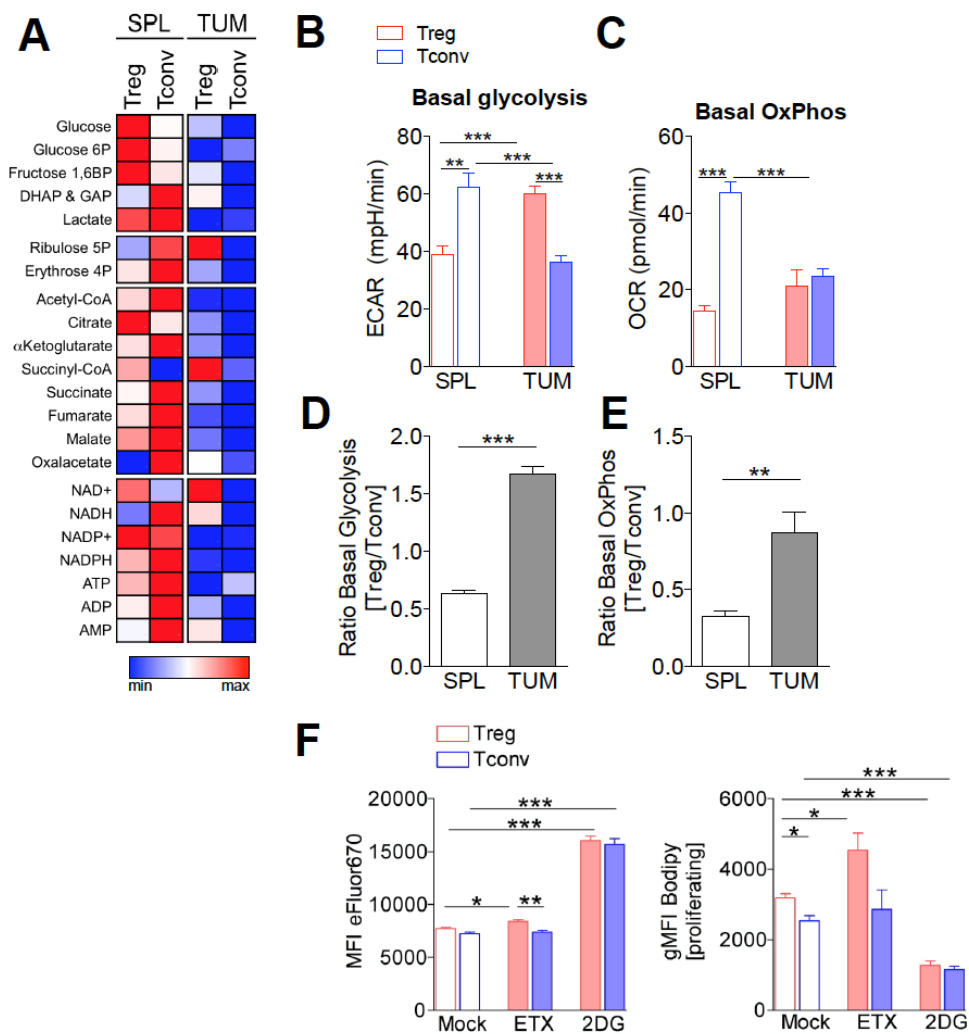 A
SPL TUM
Treg Tconv Treg Tconv
Glucose
Glucose 6P
Fructose 1,6BP
DHAP & GAP
Lactate
Ribulose 5P
Erythrose 4P
Acetyl-CoA
Citrate
αKetoglutarate
Succinyl-CoA
Succinate
Fumarate
Malate
Oxalacetate
NAD+
NADH
NADP+
NADPH
ATP
ADP
AMP
min max
B
Treg
Tconv
Basal glycolysis
ECAR (mpH/min)
80
60
40
20
0
***
**
***
***
SPL TUM
C
Basal OxPhos
OCR (pmol/min)
60
40
20
0
*** ***
SPL TUM
D
Ratio Basal Glycolysis
[Treg/Tconv]
2.0
1.5
1.0
0.5
0.0
***
SPL TUM
E
Ratio Basal OxPhos
[Treg/Tconv]
1.5
1.0
0.5
0.0
**
SPL TUM
F
Treg
Tconv
MFI eFluor670
20000
15000
10000
5000
0
***
***
* **
Mock ETX 2DG
gMFI Bodipy
[proliferating]
6000
4000
2000
0
***
***
*
*
Mock ETX 2DG